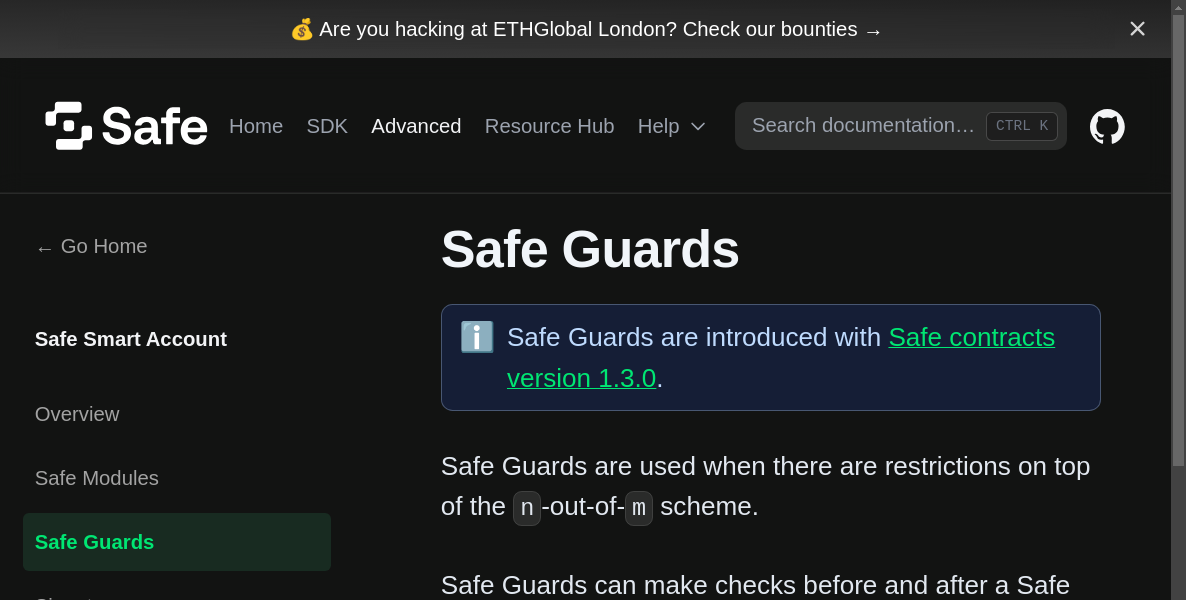 💰 Are you hacking at ETHGlobal London? Check our bounties →
Safe Home SDK Advanced Resource Hub Help Search documentation… CTRL K
← Go Home
Safe Smart Account
Overview
Safe Modules
Safe Guards
Safe Guards
ℹ️ Safe Guards are introduced with Safe contracts
version 1.3.0.
Safe Guards are used when there are restrictions on top
of the n-out-of-m scheme.
Safe Guards can make checks before and after a Safe